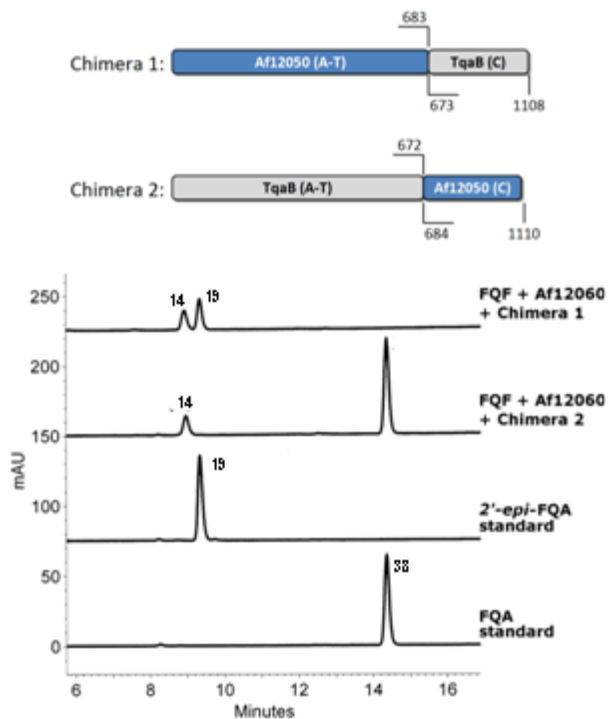 683
Chimera 1: Af12050 (A-T) TqaB (C)
673 1108
672
Chimera 2: TqaB (A-T) Af12050 (C)
684 1110
250
14 19
FQF + Af12060
+ Chimera 1
200
14
FQF + Af12060
+ Chimera 2
150
mAU
19
2'-epi-FQA
standard
100
50
38
FQA
standard
0
6 8 10 12 14 16
Minutes